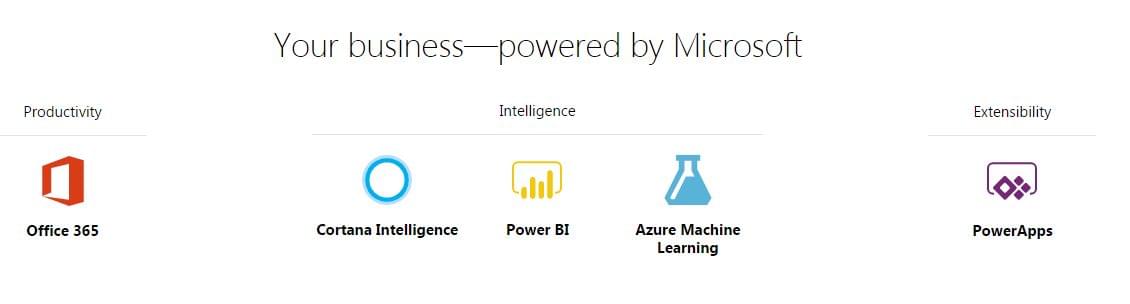 Your business—powered by Microsoft
Productivity
Intelligence
Extensibility
Office 365
Cortana Intelligence
Power BI
Azure Machine
Learning
PowerApps